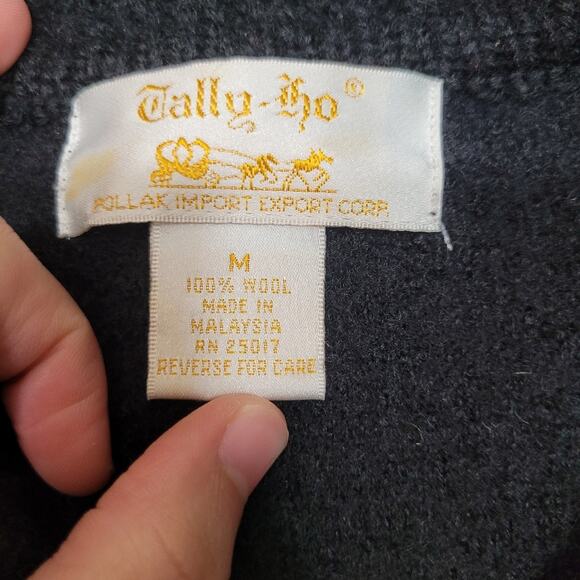 Tally-Ho ©
POLLAK IMPORT EXPORT CORP
M
100% WOOL
MADE IN
MALAYSIA
RN 25017
REVERSE FOR CARE